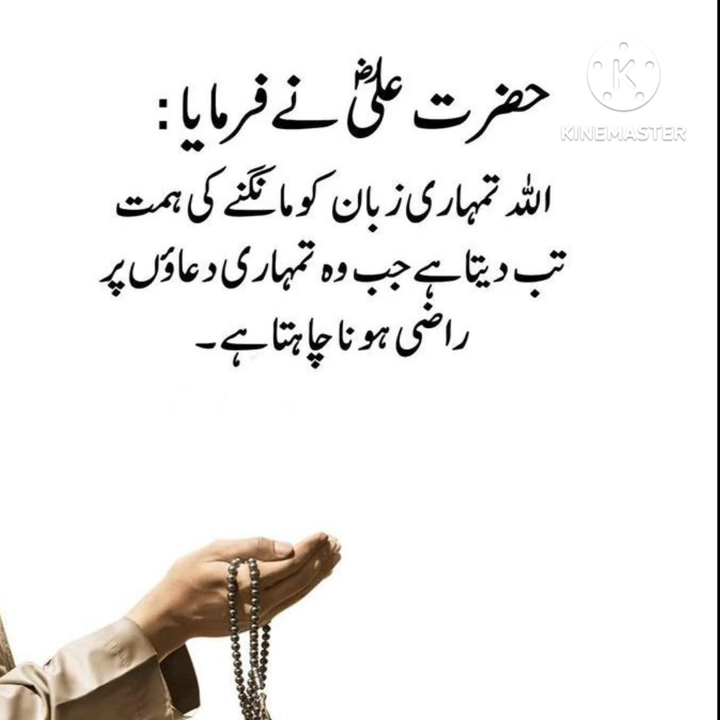 حضرت علیؓ نے فرمایا:
اللہ تمہاری زبان کو مانگنے کی ہمت
تب دیتا ہے جب وہ تمہاری دعاؤں پر
راضی ہونا چاہتا ہے۔
K
KINEMASTER